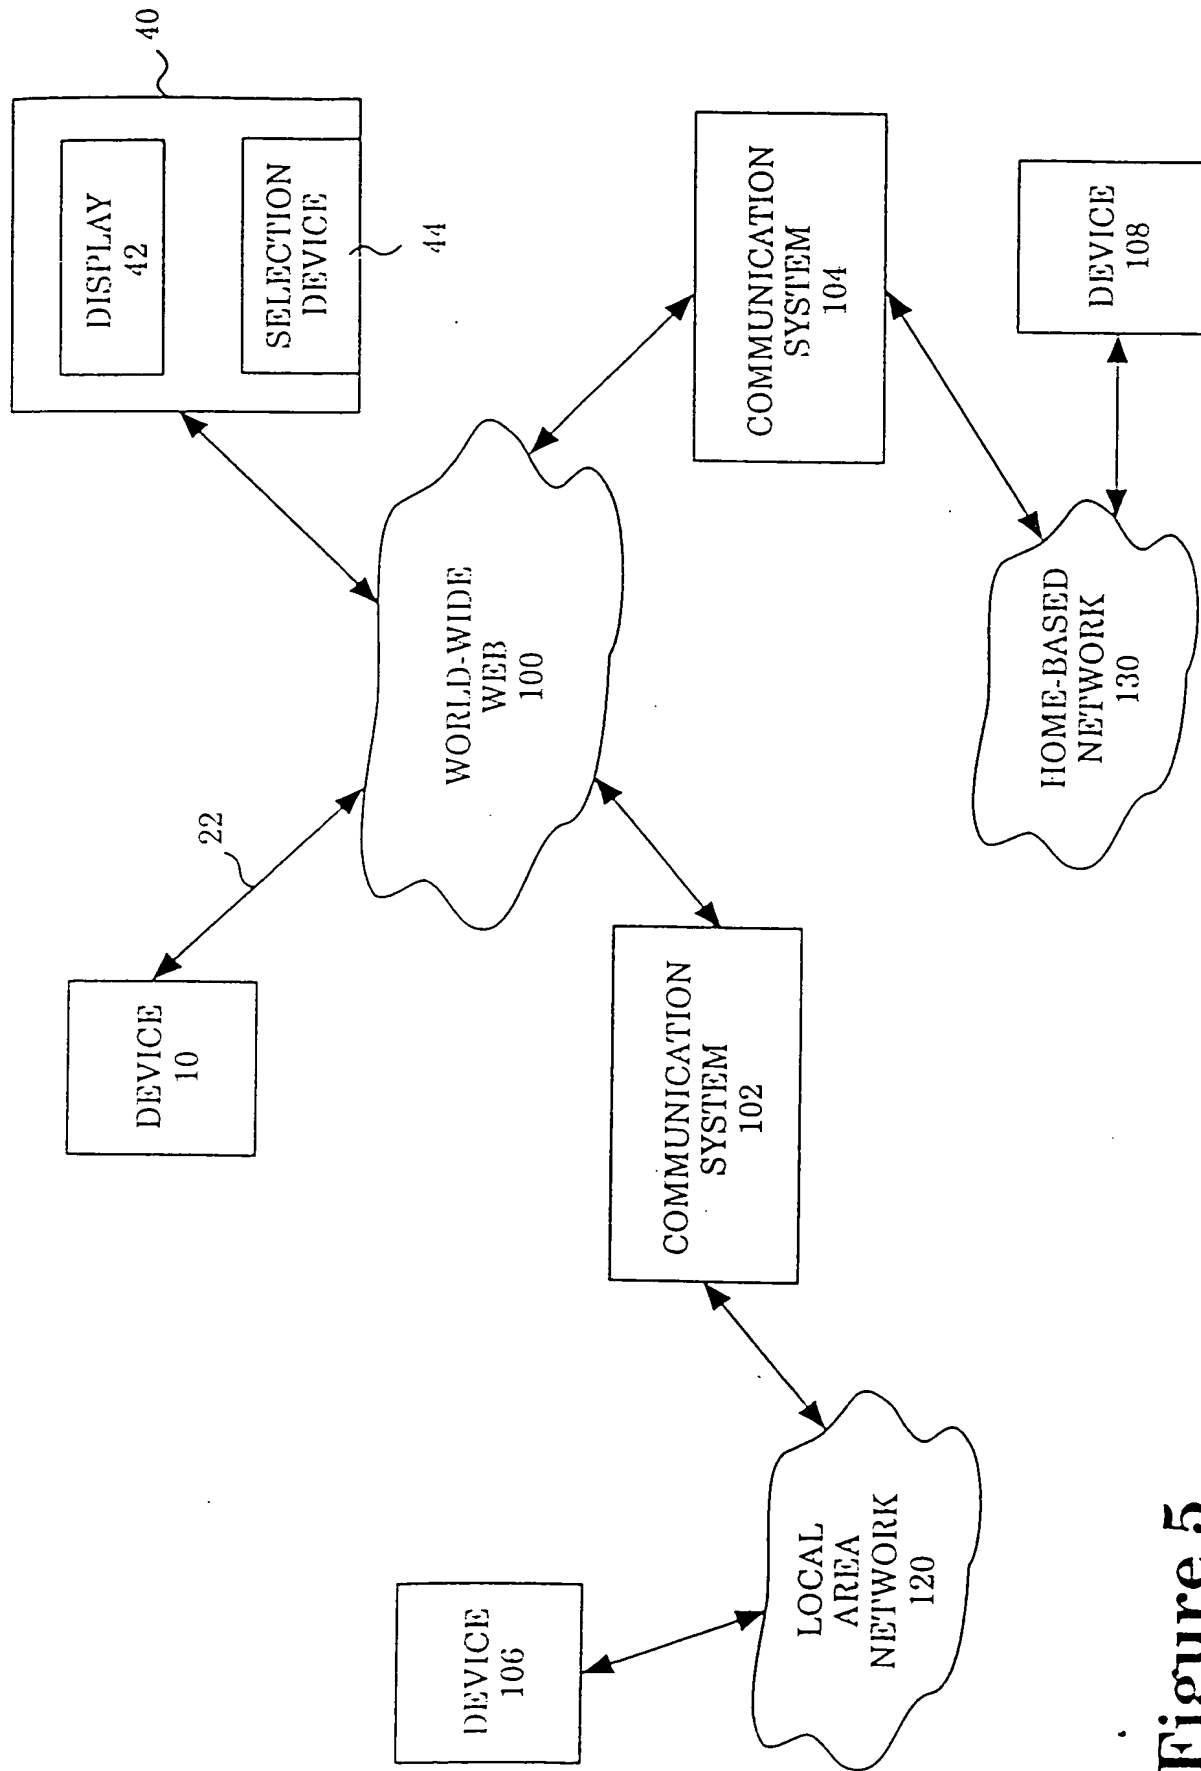 DEVICE
106
DEVICE
10
22
DISPLAY
42
SELECTION
DEVICE
44
40
WORLD-WIDE
WEB
100
COMMUNICATION
SYSTEM
102
COMMUNICATION
SYSTEM
104
LOCAL
AREA
NETWORK
120
HOME-BASED
NETWORK
130
DEVICE
108
Figure 5